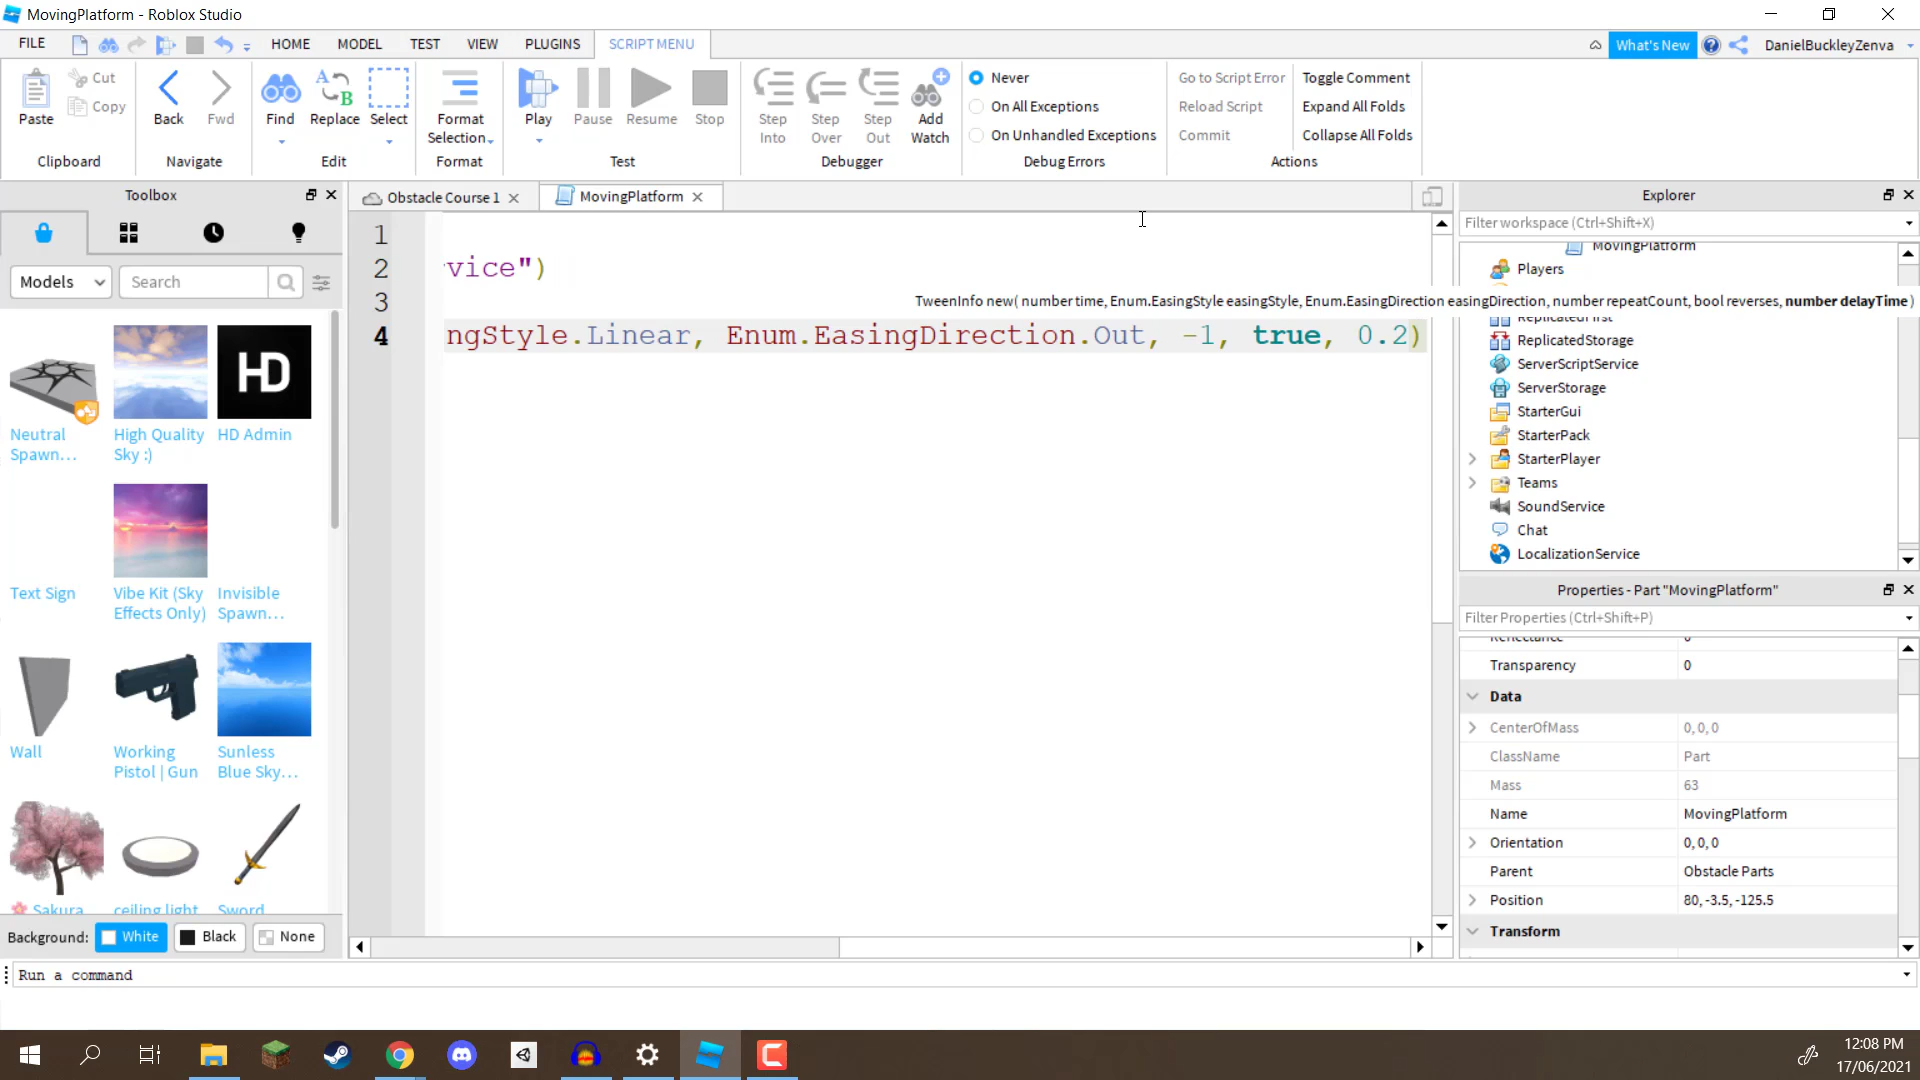 MovingPlatform - Roblox Studio
FILE HOME MODEL TEST VIEW PLUGINS SCRIPT MENU What's New DanielBuckleyZenva
Paste Cut Copy Back Fwd Find Replace Select Format Selection Play Pause Resume Stop Step Into Step Over Step Out Add Watch
Never Go to Script Error Toggle Comment
On All Exceptions Reload Script Expand All Folds
On Unhandled Exceptions Commit Collapse All Folds
Clipboard Navigate Edit Format Test Debugger Debug Errors Actions
Toolbox
Models Search
Neutral Spawn...
High Quality Sky :)
HD
HD Admin
Text Sign
Vibe Kit (Sky Effects Only)
Invisible Spawn...
Wall
Working Pistol | Gun
Sunless Blue Sky...
Sakura
ceiling light
Sword
Background: White Black None
Obstacle Course 1 MovingPlatform
1
2 vice")
3
TweenInfo new( number time, Enum.EasingStyle easingStyle, Enum.EasingDirection easingDirection, number repeatCount, bool reverses, number delayTime )
4 ngStyle.Linear, Enum.EasingDirection.Out, -1, true, 0.2)
Explorer
Filter workspace (Ctrl+Shift+X)
MovingPlatform
Players
ReplicatedFirst
ReplicatedStorage
ServerScriptService
ServerStorage
StarterGui
StarterPack
StarterPlayer
Teams
SoundService
Chat
LocalizationService
Properties - Part "MovingPlatform"
Filter Properties (Ctrl+Shift+P)
Reflectance 0
Transparency 0
Data
CenterOfMass 0, 0, 0
ClassName Part
Mass 63
Name MovingPlatform
Orientation 0, 0, 0
Parent Obstacle Parts
Position 80, -3.5, -125.5
Transform
Run a command
12:08 PM
17/06/2021